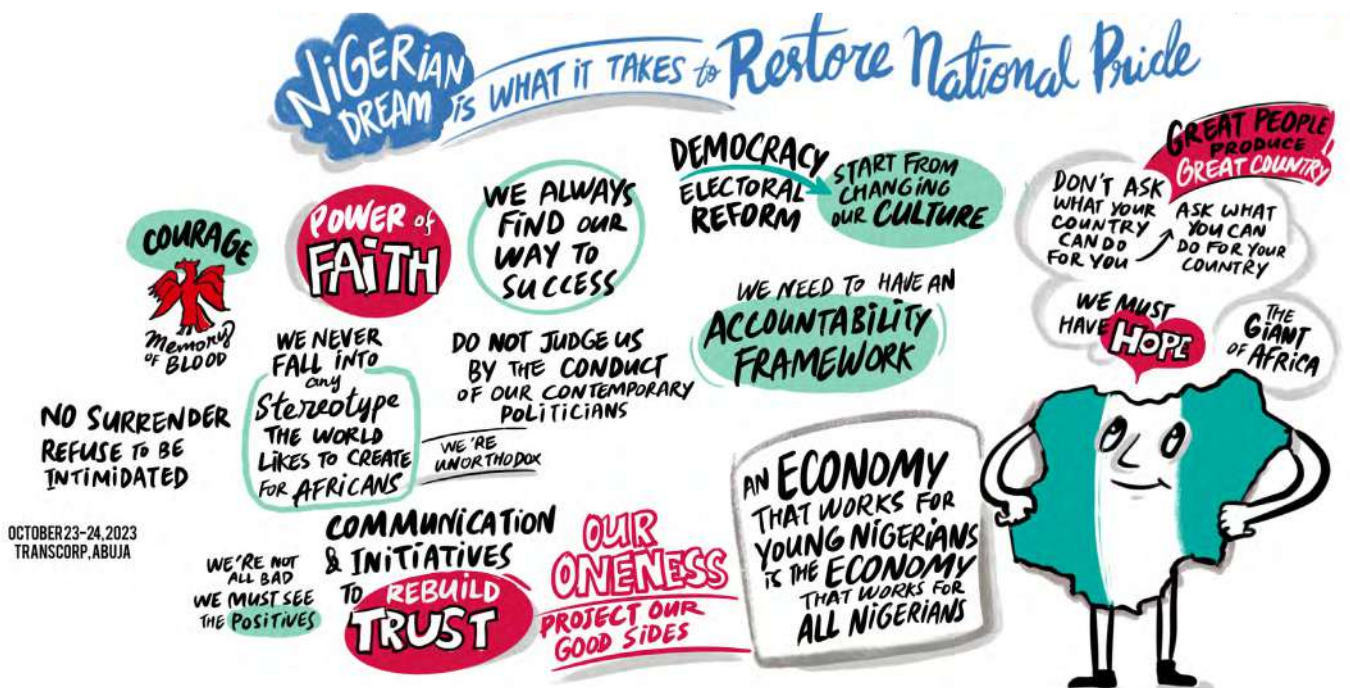 NiGERiAN
DREAM
iS WHAT iT TAKES to Restore National Pride
COURAGE
Memory
OF BLOOD
POWER of
FAiTH
WE ALWAYS
FiND OUR
WAY TO
SUCCESS
DEMOCRACY
ELECTORAL
REFORM
START FROM
CHANGING
OUR CULTURE
GREAT PEOPLE
PRODUCE
GREAT COUNTRY!
DON'T ASK
WHAT YOUR
COUNTRY
CAN DO
FOR YOU
ASK WHAT
YOU CAN
DO FOR YOUR
COUNTRY
WE MUST
HAVE HOPE
THE
GiANT
OF AFRICA
WE NEED TO HAVE AN
ACCOUNTABILITY
FRAMEWORK
NO SURRENDER
REFUSE TO BE
INTIMIDATED
WE NEVER
FALL INTO
any
Stereotype
THE WORLD
LIKES TO CREATE
FOR AFRICANS
DO NOT JUDGE US
BY THE CONDUCT
OF OUR CONTEMPORARY
POLITICIANS
WE'RE
UNORTHODOX
OCTOBER 23-24, 2023
TRANSCORP, ABUJA
WE'RE NOT
ALL BAD
WE MUST SEE
THE POSITIVES
COMMUNICATION
& INITIATIVES
TO REBUILD
TRUST
OUR
ONENESS
PROJECT OUR
GOOD SIDES
AN ECONOMY
THAT WORKS FOR
YOUNG NIGERIANS
iS THE ECONOMY
THAT WORKS FOR
ALL NIGERIANS